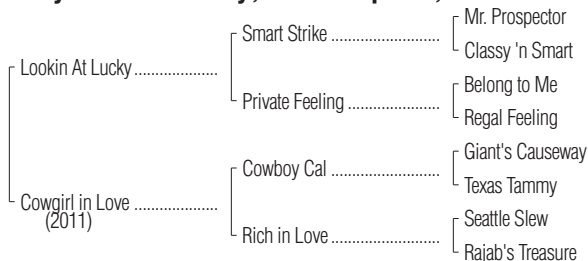 Mr. Prospector
Smart Strike ........................
Classy 'n Smart
Lookin At Lucky ....................
Belong to Me
Private Feeling ....................
Regal Feeling
Giant's Causeway
Cowboy Cal ........................
Texas Tammy
Cowgirl in Love ....................
(2011)
Seattle Slew
Rich in Love ........................
Rajab's Treasure